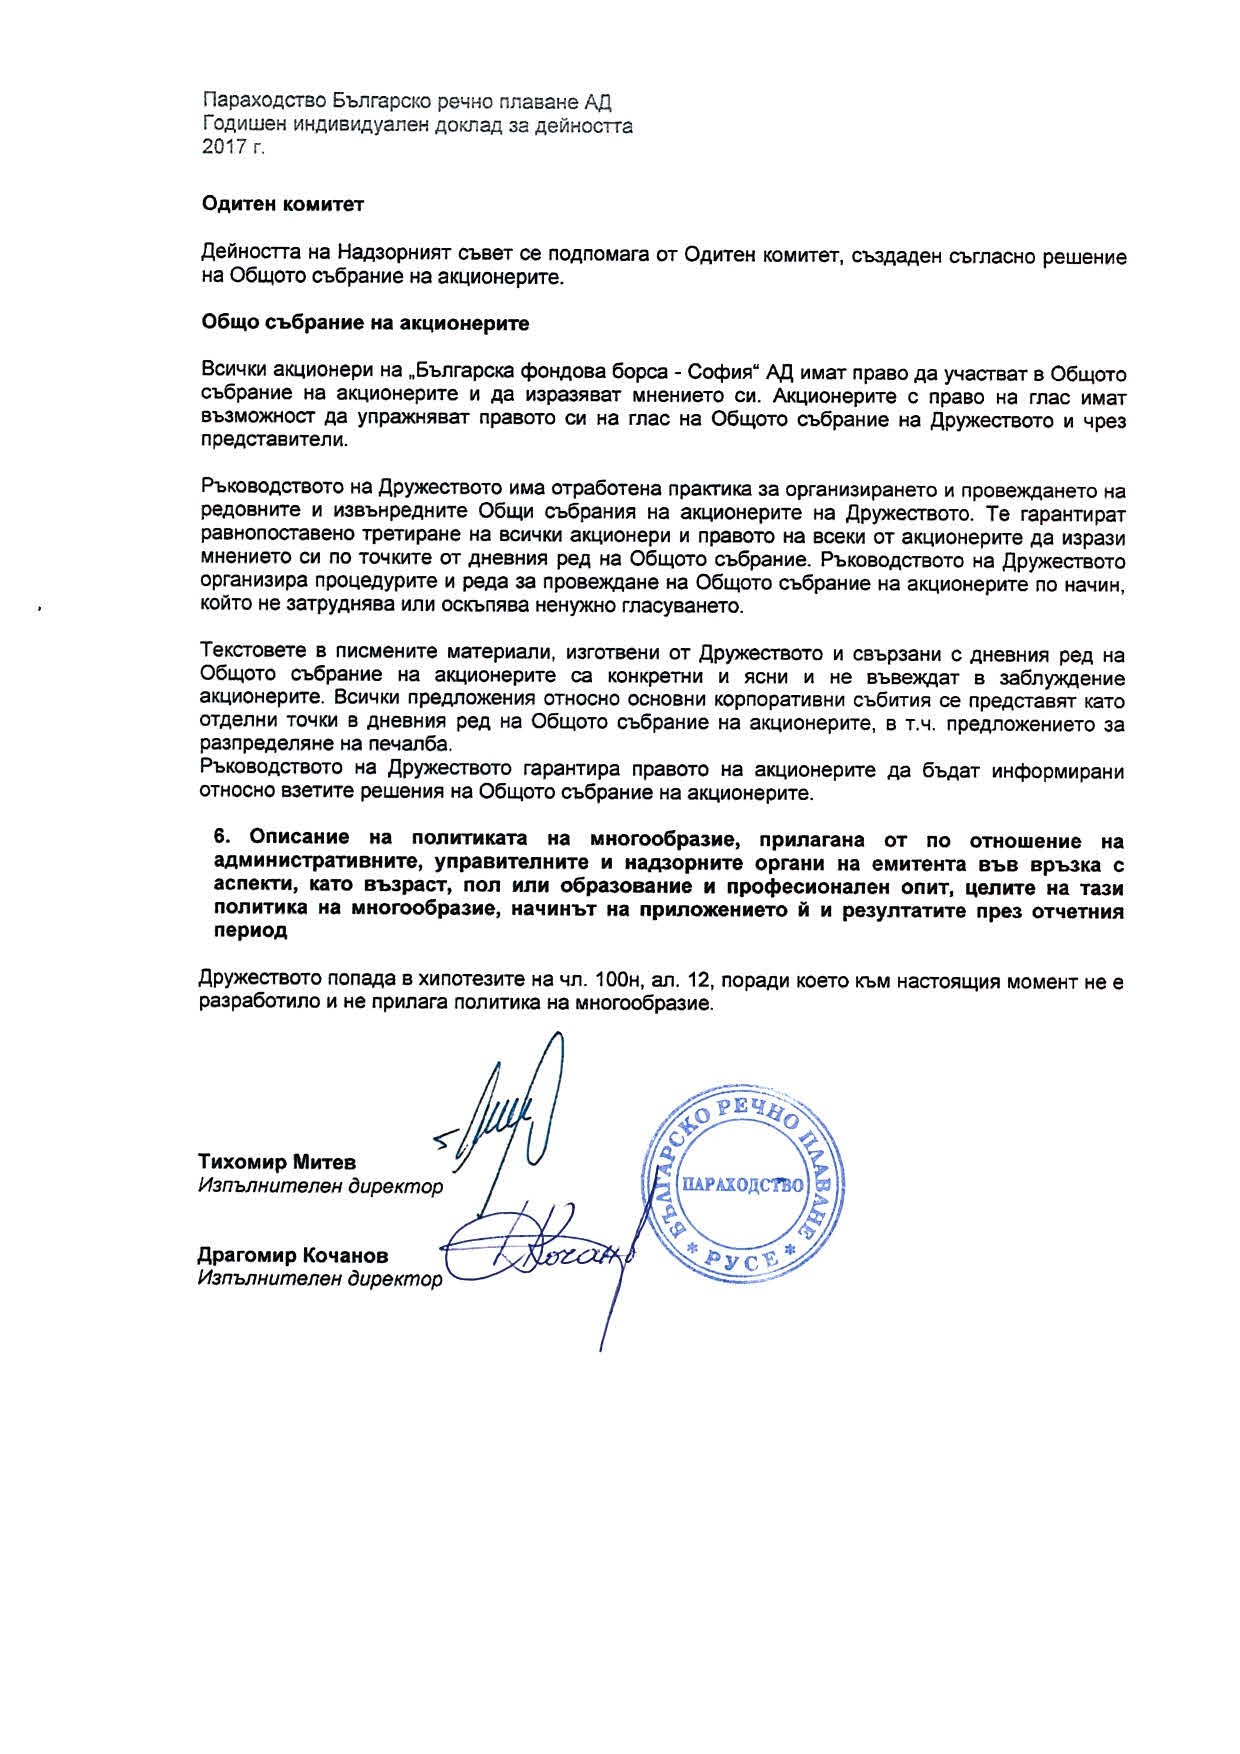 Параходство Българско речно плаване АД
Годишен индивидуален доклад за дейността
2017 г.
Одитен комитет
Дейността на Надзорният съвет се подпомага от Одитен комитет, създаден съгласно решение
на Общото събрание на акционерите.
Общо събрание на акционерите
Всички акционери на „Българска фондова борса - София“ АД имат право да участват в Общото
събрание на акционерите и да изразяват мнението си. Акционерите с право на глас имат
възможност да упражняват правото си на глас на Общото събрание на Дружеството и чрез
представители.
Ръководството на Дружеството има отработена практика за организирането и провеждането на
редовните и извънредните Общи събрания на акционерите на Дружеството. Те гарантират
равнопоставено третиране на всички акционери и правото на всеки от акционерите да изрази
мнението си по точките от дневния ред на Общото събрание. Ръководството на Дружеството
организира процедурите и реда за провеждане на Общото събрание на акционерите по начин,
който не затруднява или оскъпява ненужно гласуването.
Текстовете в писмените материали, изготвени от Дружеството и свързани с дневния ред на
Общото събрание на акционерите са конкретни и ясни и не въвеждат в заблуждение
акционерите. Всички предложения относно основни корпоративни събития се представят като
отделни точки в дневния ред на Общото събрание на акционерите, в т.ч. предложението за
разпределяне на печалба.
Ръководството на Дружеството гарантира правото на акционерите да бъдат информирани
относно взетите решения на Общото събрание на акционерите.
6. Описание на политиката на многообразие, прилагана от по отношение на
административните, управителните и надзорните органи на емитента във връзка с
аспекти, като възраст, пол или образование и професионален опит, целите на тази
политика на многообразие, начинът на приложението й и резултатите през отчетния
период
Дружеството попада в хипотезите на чл. 100н, ал. 12, поради което към настоящия момент не е
разработило и не прилага политика на многообразие.
Тихомир Митев
Изпълнителен директор
БЪЛГАРСКО РЕЧНО ПЛАВАНЕ
ПАРАХОДСТВО
* РУСЕ *
Драгомир Кочанов
Изпълнителен директор